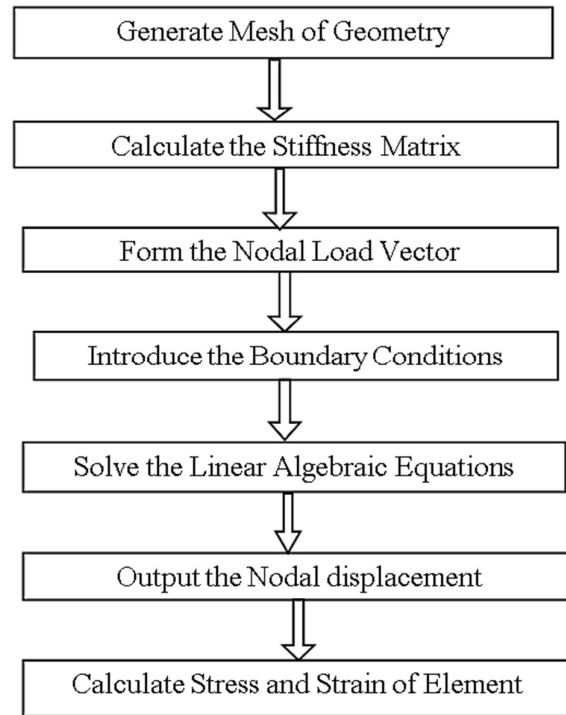 Generate Mesh of Geometry
Calculate the Stiffness Matrix
Form the Nodal Load Vector
Introduce the Boundary Conditions
Solve the Linear Algebraic Equations
Output the Nodal displacement
Calculate Stress and Strain of Element